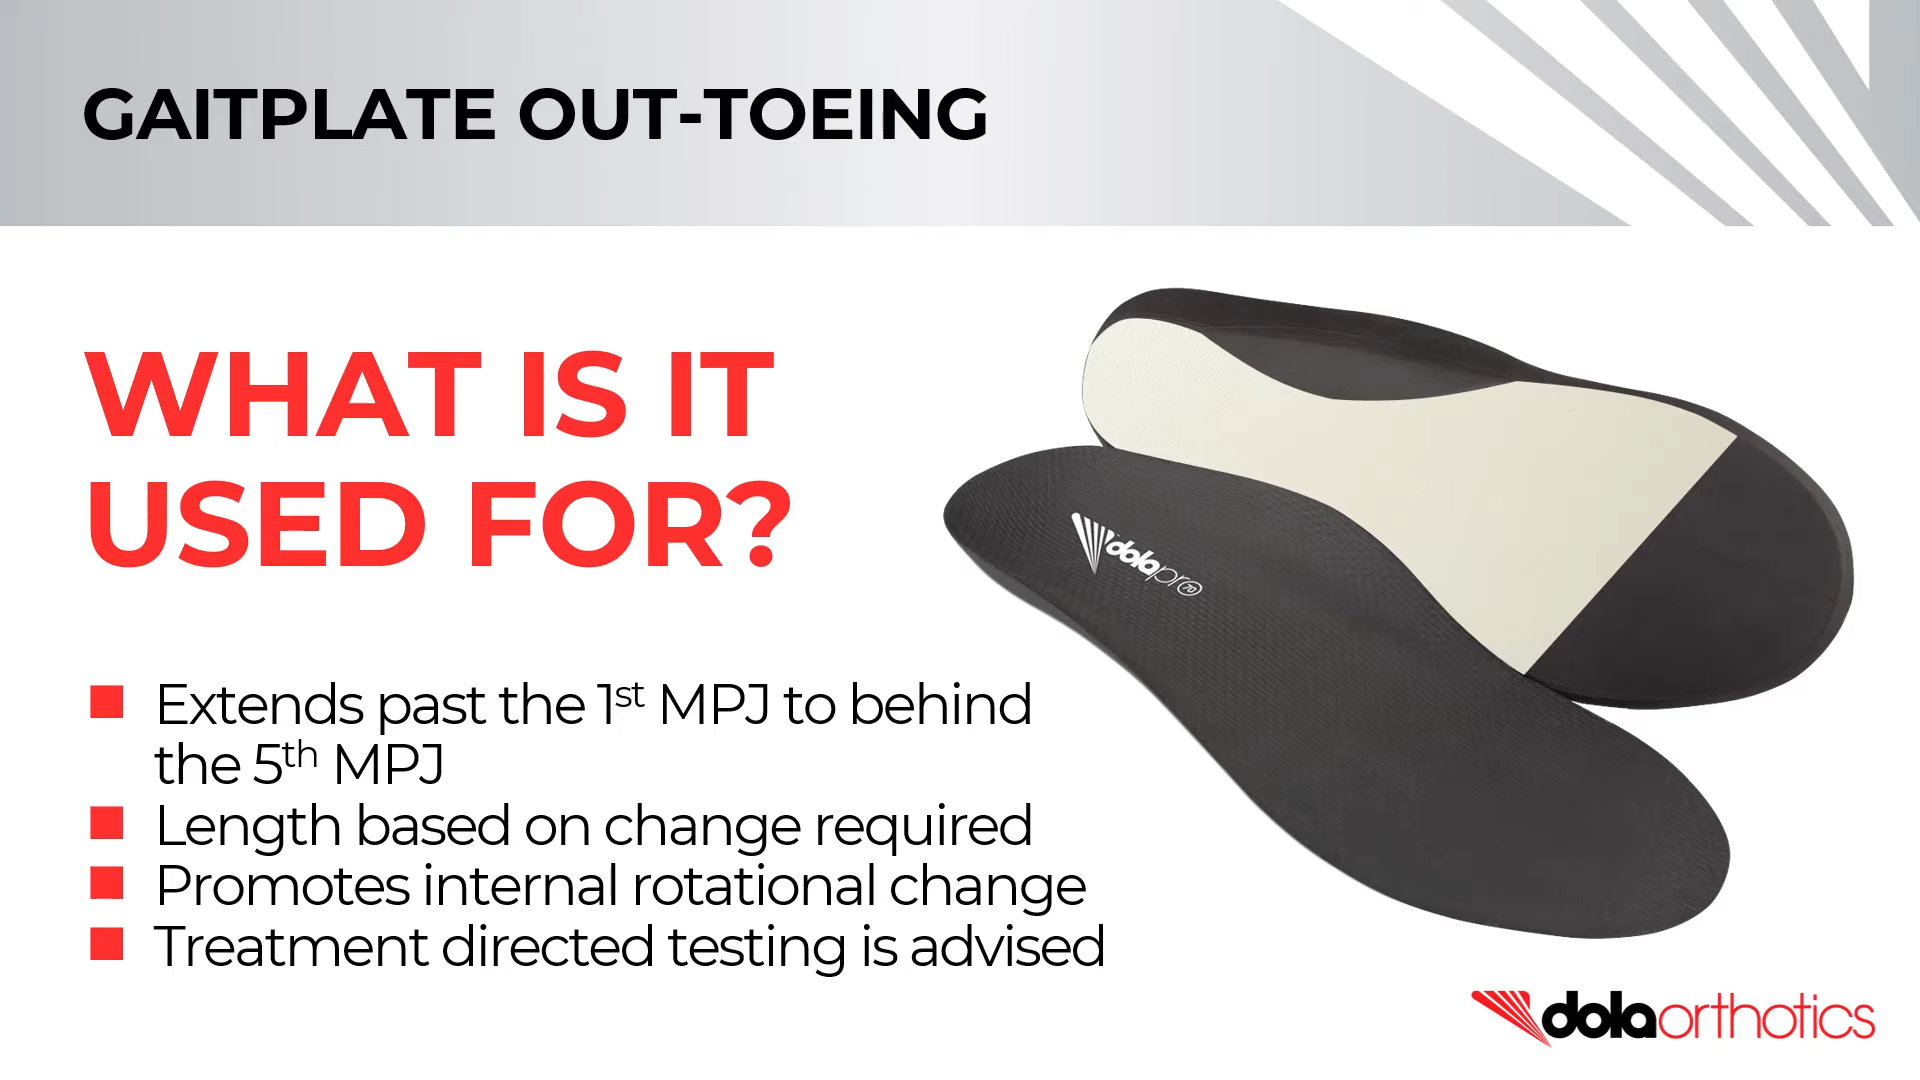 GAITPLATE OUT-TOEING
WHAT IS IT
USED FOR?
Extends past the 1st MPJ to behind
the 5th MPJ
Length based on change required
Promotes internal rotational change
Treatment directed testing is advised
dolapro 70
dolaorthotics